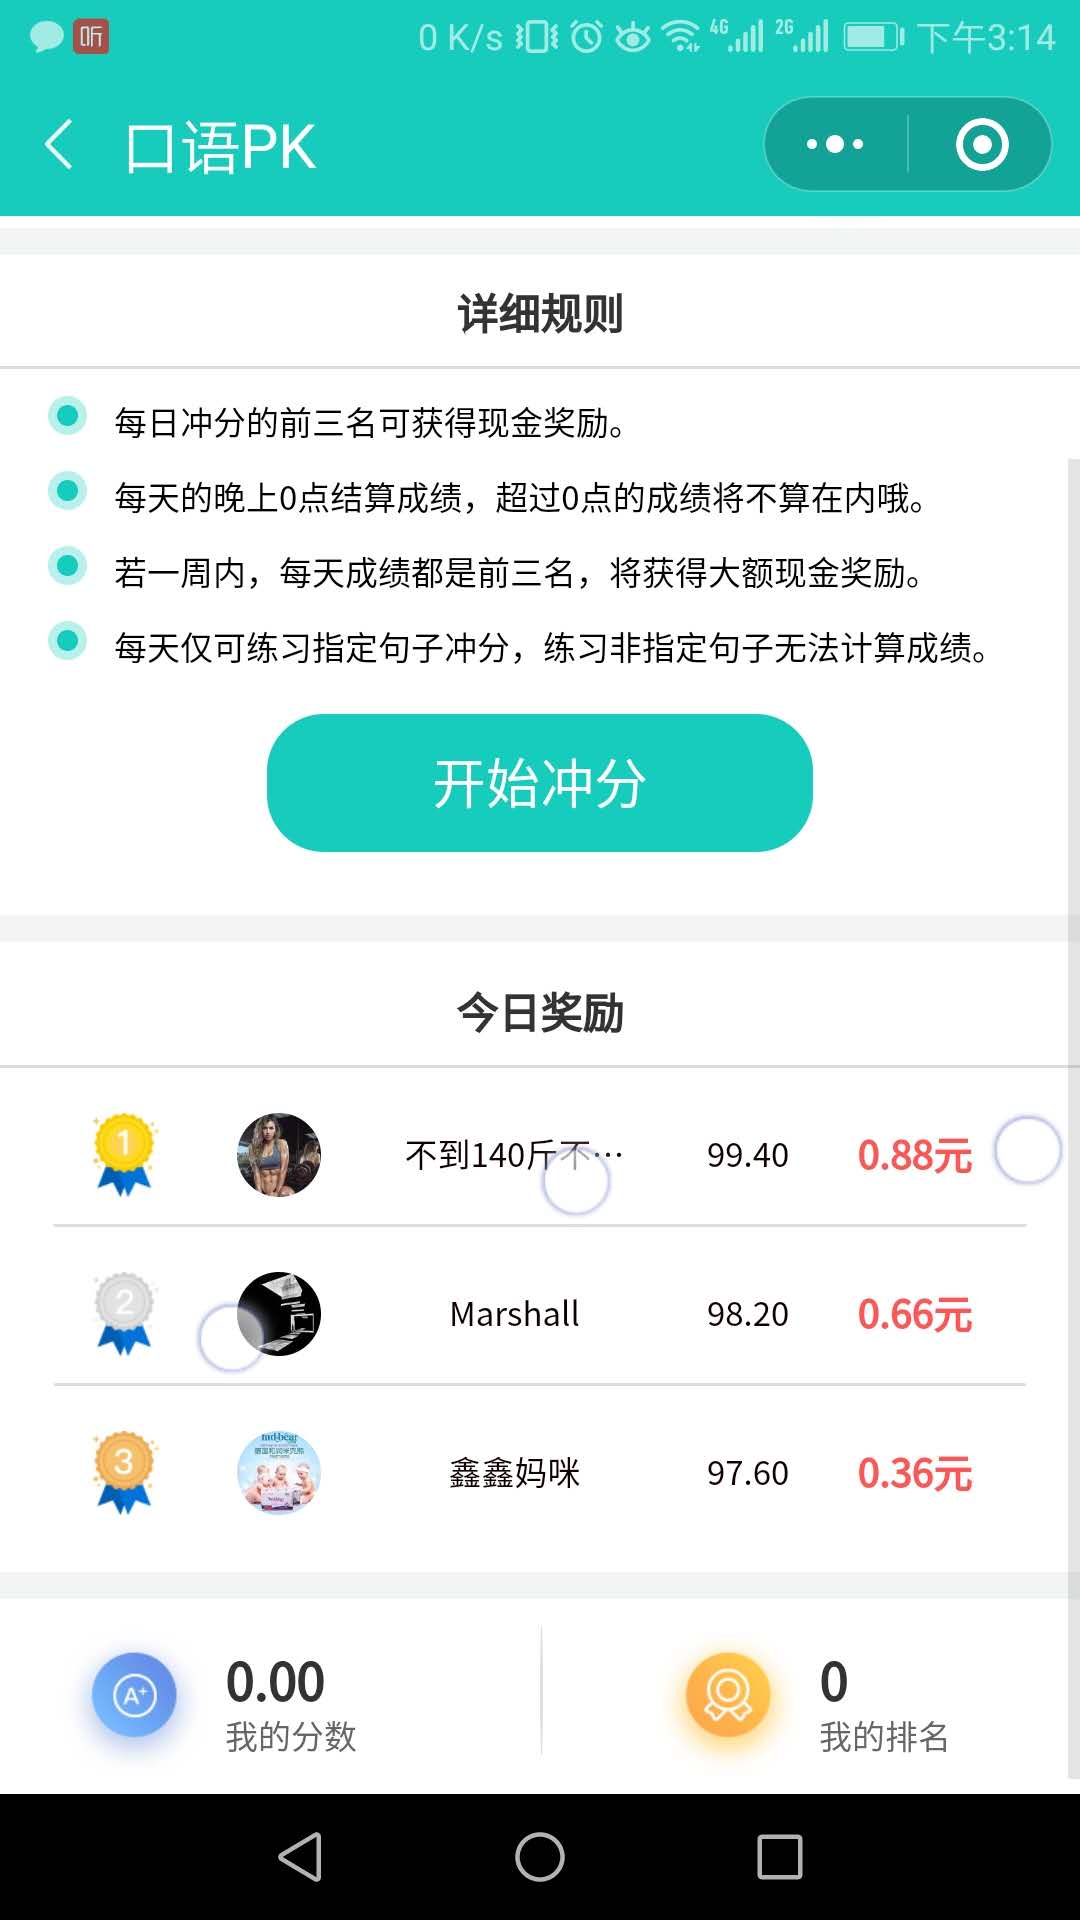 听 0 K/s 4G 2G 下午3:14
口语PK
详细规则
每日冲分的前三名可获得现金奖励。
每天的晚上0点结算成绩，超过0点的成绩将不算在内哦。
若一周内，每天成绩都是前三名，将获得大额现金奖励。
每天仅可练习指定句子冲分，练习非指定句子无法计算成绩。
开始冲分
今日奖励
1 不到140斤不… 99.40 0.88元
2 Marshall 98.20 0.66元
3 鑫鑫妈咪 97.60 0.36元
A+ 0.00 0
我的分数 我的排名